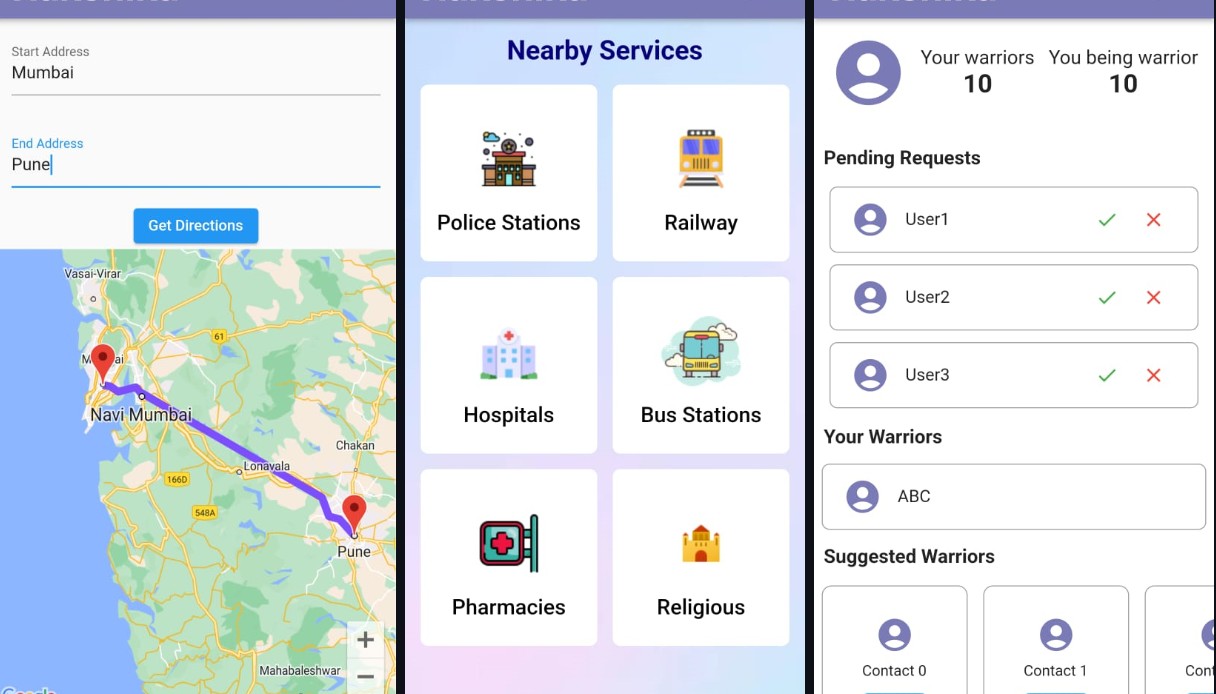 Start Address
Mumbai
End Address
Pune
Get Directions
Vasai-Virar
61
Navi Mumbai
Chakan
Lonavala
166D
548A
Pune
Mahabaleshwar
Nearby Services
Police Stations
Railway
Hospitals
Bus Stations
Pharmacies
Religious
Your warriors
10
You being warrior
10
Pending Requests
User1
User2
User3
Your Warriors
ABC
Suggested Warriors
Contact 0
Contact 1
Cont